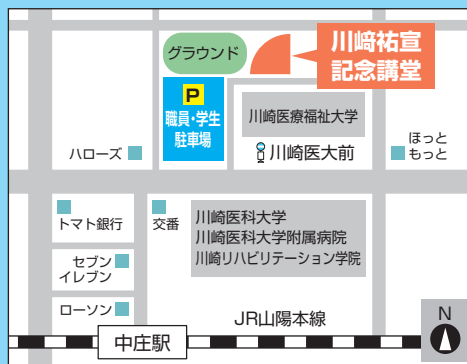 グラウンド
川﨑祐宣
記念講堂
P
職員・学生
駐車場
川崎医療福祉大学
川崎医大前
ハローズ
ほっと
もっと
トマト銀行
交番
川崎医科大学
川崎医科大学附属病院
川崎リハビリテーション学院
セブン
イレブン
ローソン
JR山陽本線
中庄駅
N